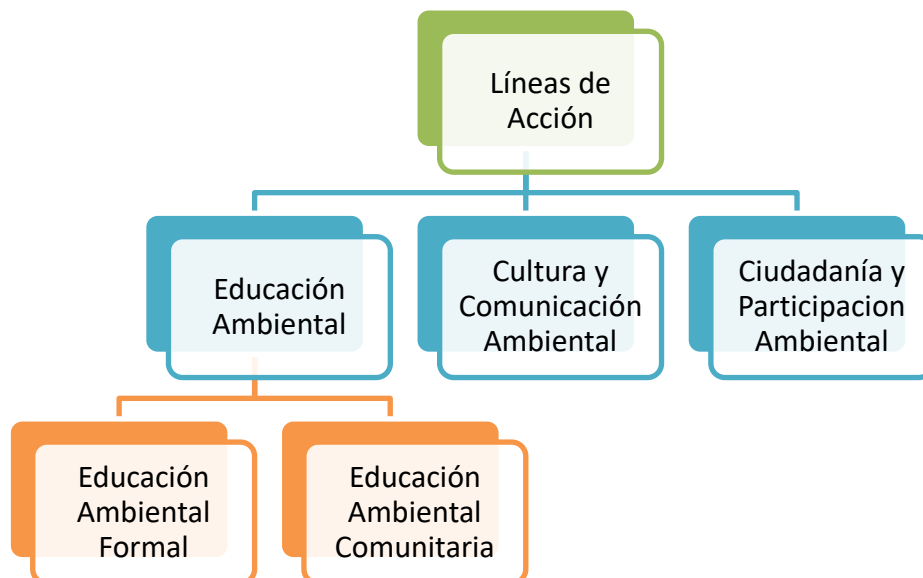 Líneas de
Acción
Educación
Ambiental
Cultura y
Comunicación
Ambiental
Ciudadanía y
Participacion
Ambiental
Educación
Ambiental
Formal
Educación
Ambiental
Comunitaria